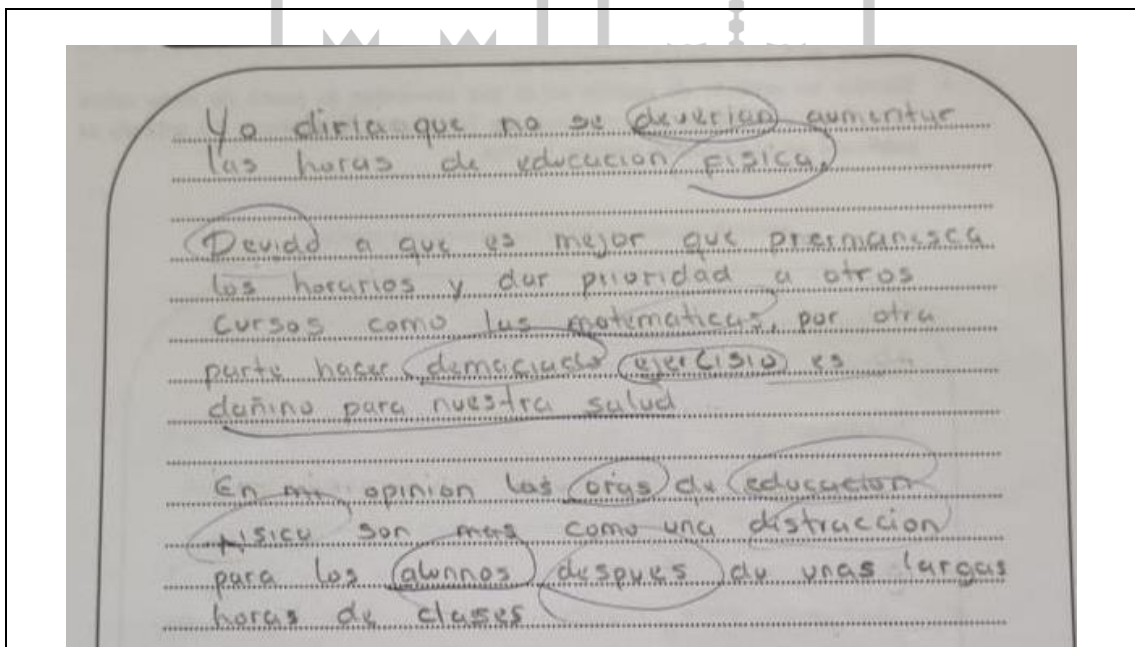 Yo diria que no se deverian aumentar
las horas de educacion FISICA.
Devido a que es mejor que premanesca
los horarios y dar prioridad a otros
cursos como las matematicas, por otra
parte haser demaciado ejercisio es
dañino para nuestra salud
En mi opinion las oras de educacion
fisica son mas como una distraccion
para los alunnos despues de unas largas
horas de clases